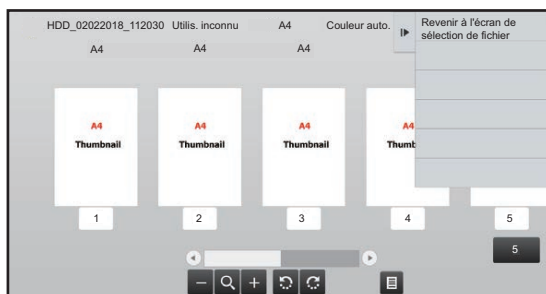 HDD_02022018_112030 Utilis. inconnu A4 Couleur auto.
Revenir à l'écran de
sélection de fichier
A4 A4 A4
A4 A4 A4 A4
Thumbnail Thumbnail Thumbnail Thumb
1 2 3 4 5
5